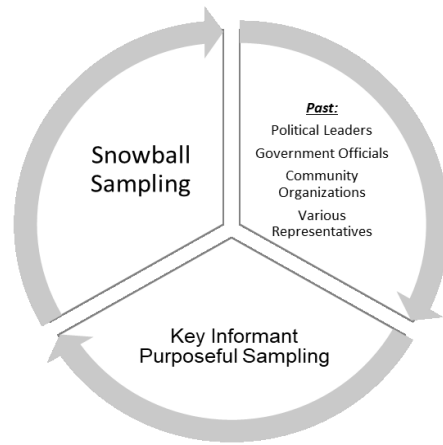 Past:
Political Leaders
Government Officials
Community
Organizations
Various
Representatives
Snowball
Sampling
Key Informant
Purposeful Sampling